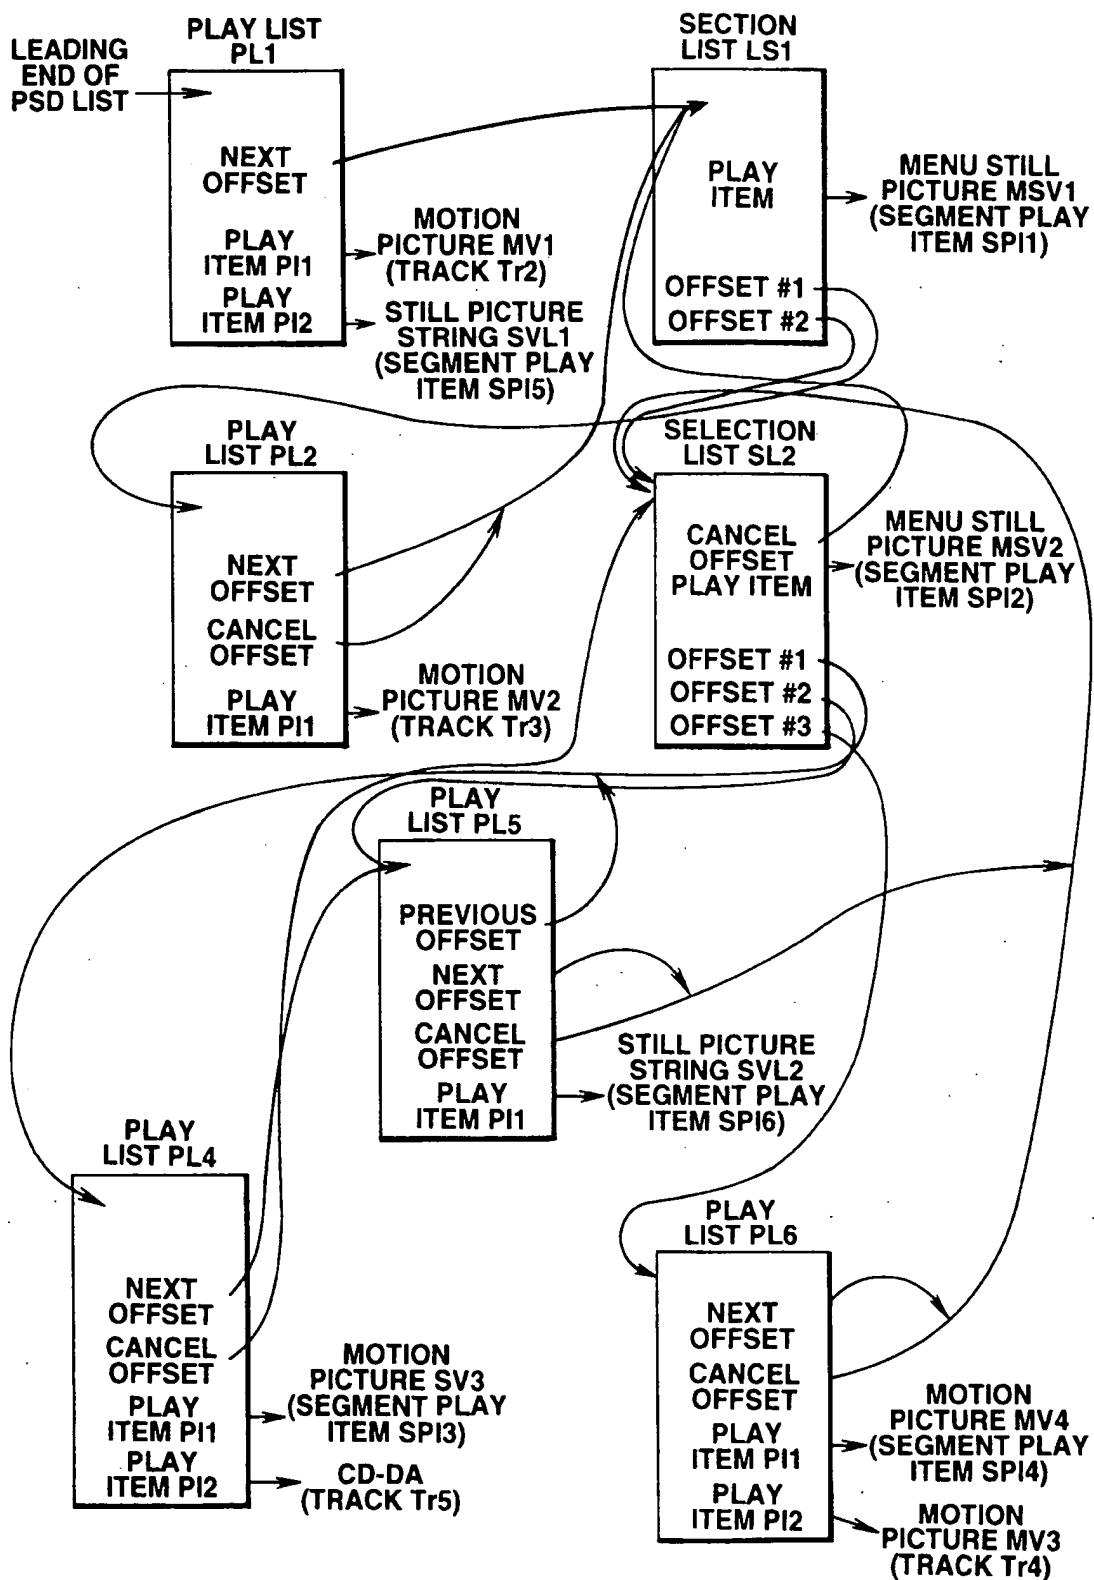 LEADING
END OF
PSD LIST
PLAY LIST
PL1
NEXT
OFFSET
PLAY
ITEM PI1
PLAY
ITEM PI2
MOTION
PICTURE MV1
(TRACK Tr2)
STILL PICTURE
STRING SVL1
(SEGMENT PLAY
ITEM SPI5)
SECTION
LIST LS1
PLAY
ITEM
OFFSET #1
OFFSET #2
MENU STILL
PICTURE MSV1
(SEGMENT PLAY
ITEM SPI1)
PLAY
LIST PL2
NEXT
OFFSET
CANCEL
OFFSET
PLAY
ITEM PI1
MOTION
PICTURE MV2
(TRACK Tr3)
SELECTION
LIST SL2
CANCEL
OFFSET
PLAY ITEM
OFFSET #1
OFFSET #2
OFFSET #3
MENU STILL
PICTURE MSV2
(SEGMENT PLAY
ITEM SPI2)
PLAY
LIST PL5
PREVIOUS
OFFSET
NEXT
OFFSET
CANCEL
OFFSET
PLAY
ITEM PI1
STILL PICTURE
STRING SVL2
(SEGMENT PLAY
ITEM SPI6)
PLAY
LIST PL4
NEXT
OFFSET
CANCEL
OFFSET
PLAY
ITEM PI1
PLAY
ITEM PI2
MOTION
PICTURE SV3
(SEGMENT PLAY
ITEM SPI3)
CD-DA
(TRACK Tr5)
PLAY
LIST PL6
NEXT
OFFSET
CANCEL
OFFSET
PLAY
ITEM PI1
PLAY
ITEM PI2
MOTION
PICTURE MV4
(SEGMENT PLAY
ITEM SPI4)
MOTION
PICTURE MV3
(TRACK Tr4)